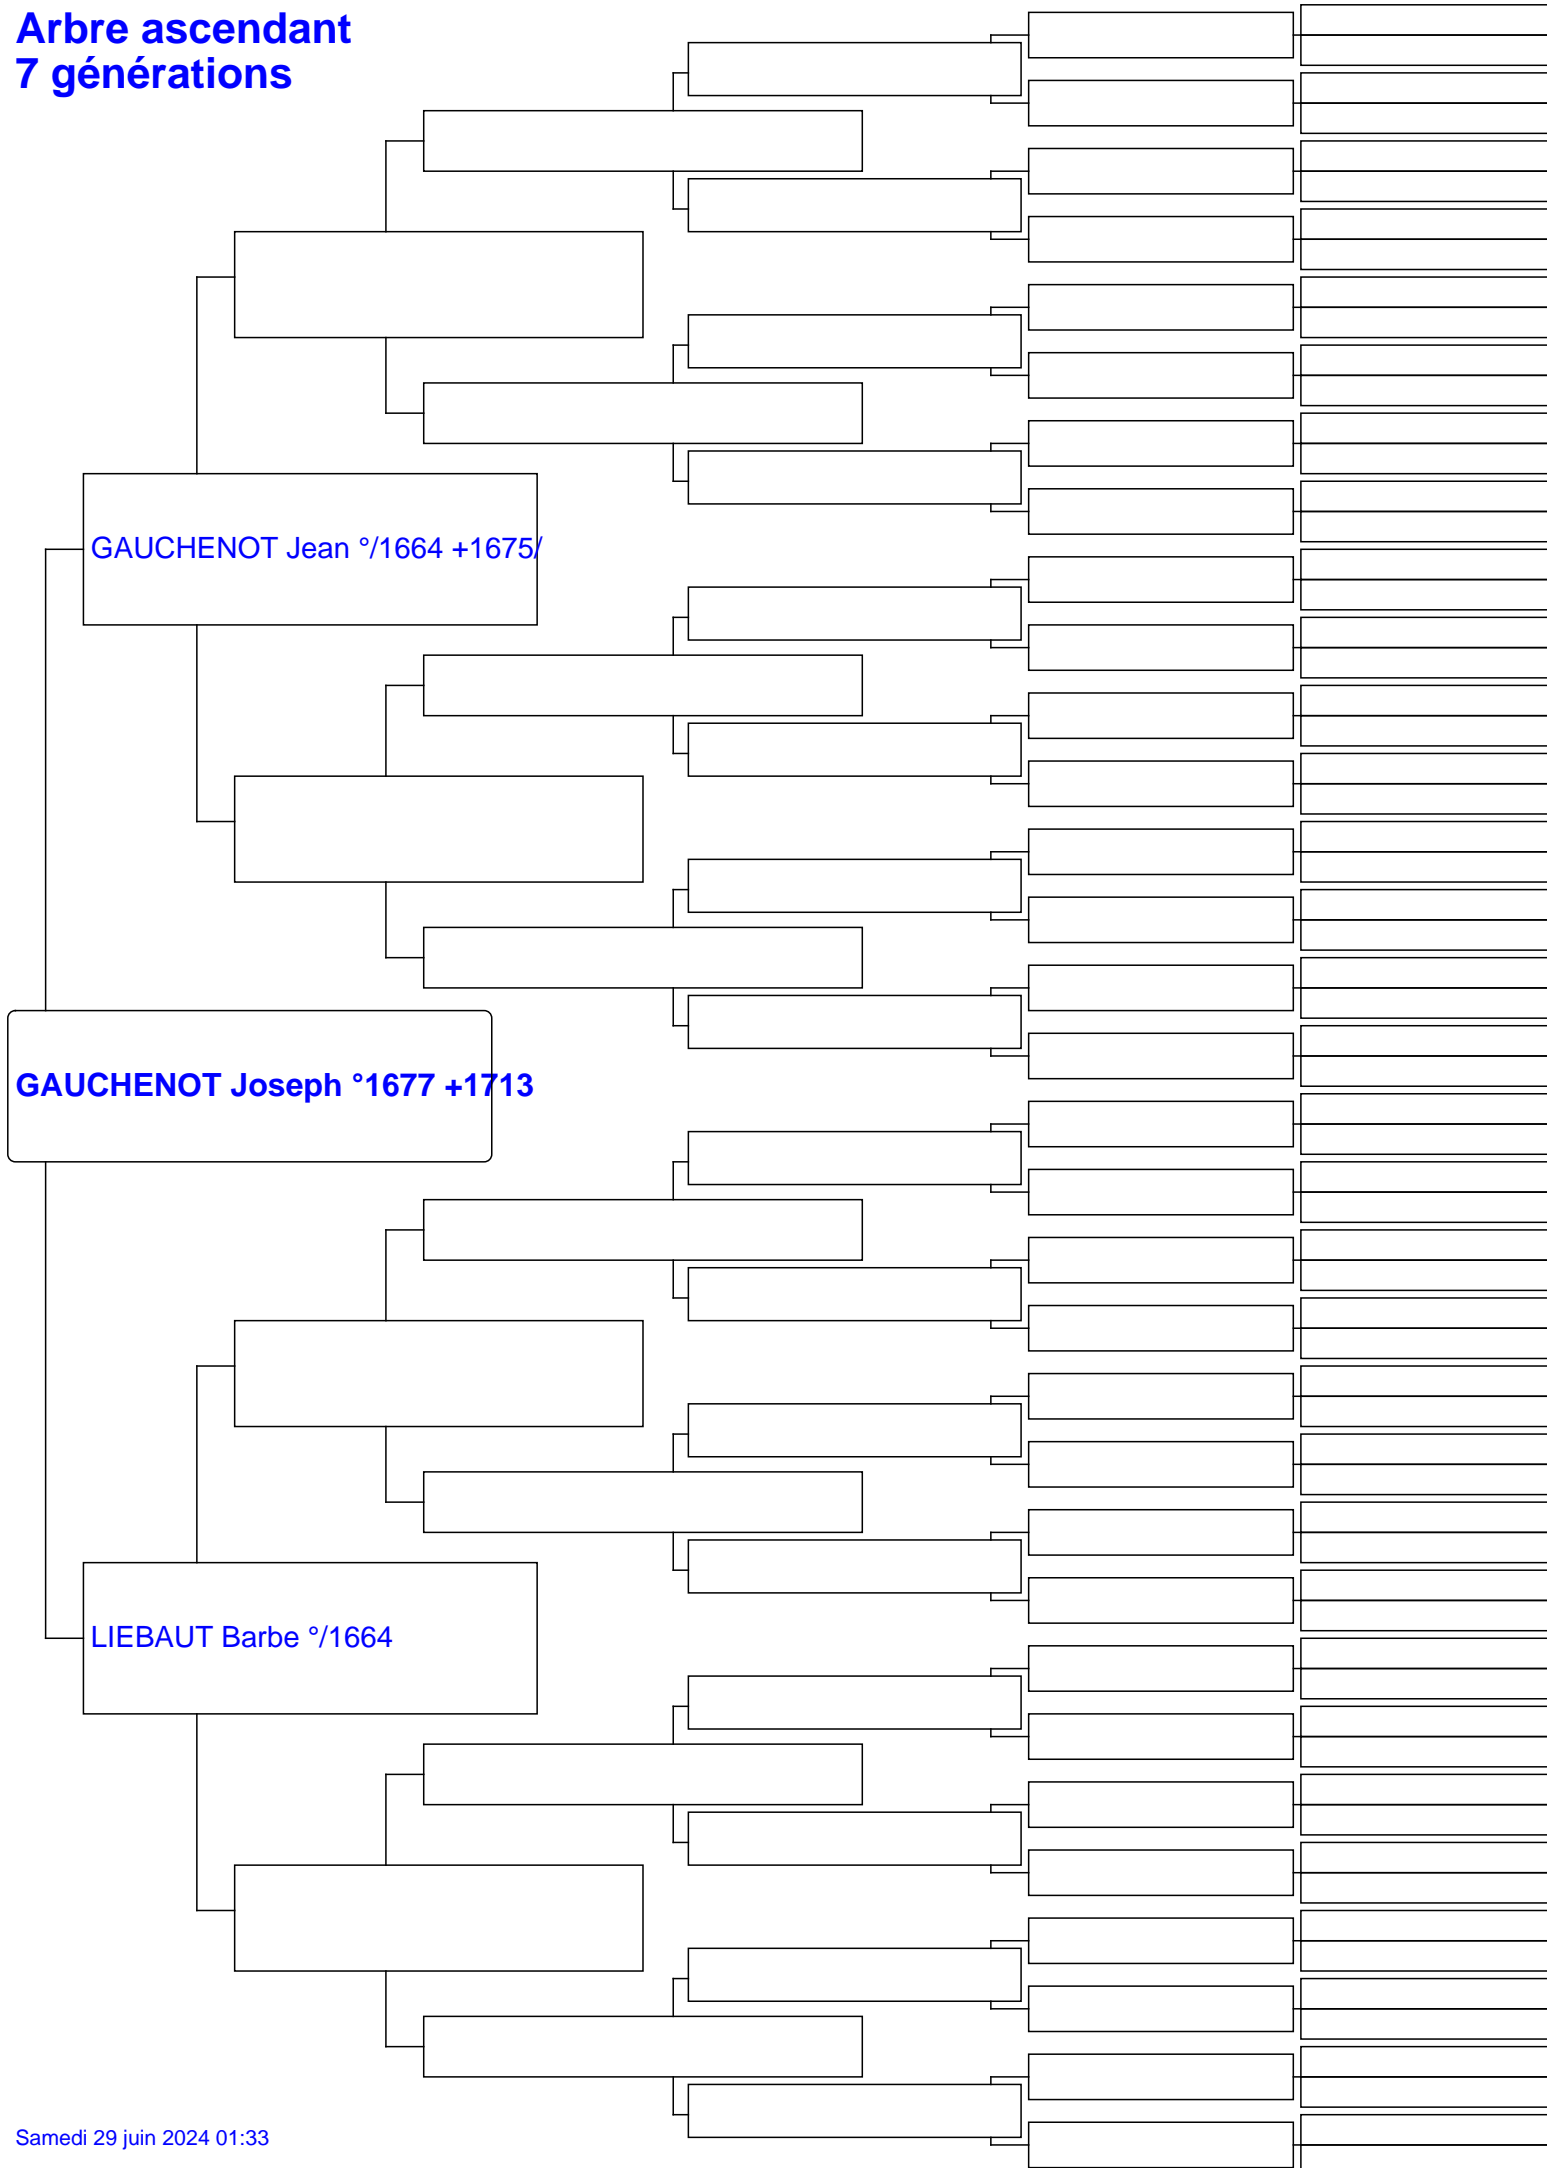 Arbre ascendant
7 générations
GAUCHENOT Jean °/1664 +1675/
GAUCHENOT Joseph °1677 +1713
LIEBAUT Barbe °/1664
Samedi 29 juin 2024 01:33